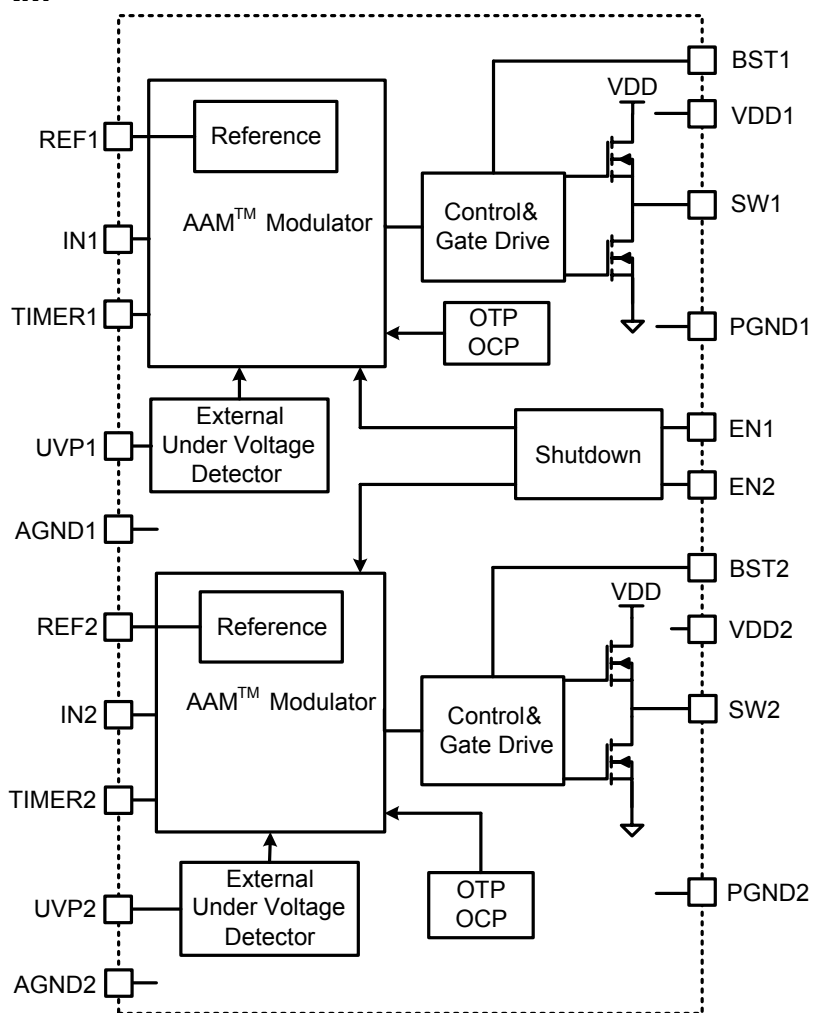 BST1
VDD
VDD1
REF1
Reference
AAM™ Modulator
Control&
Gate Drive
SW1
IN1
TIMER1
OTP
OCP
PGND1
External
Under Voltage
Detector
UVP1
Shutdown
EN1
EN2
AGND1
BST2
VDD
VDD2
REF2
Reference
AAM™ Modulator
Control&
Gate Drive
SW2
IN2
TIMER2
External
Under Voltage
Detector
OTP
OCP
UVP2
PGND2
AGND2